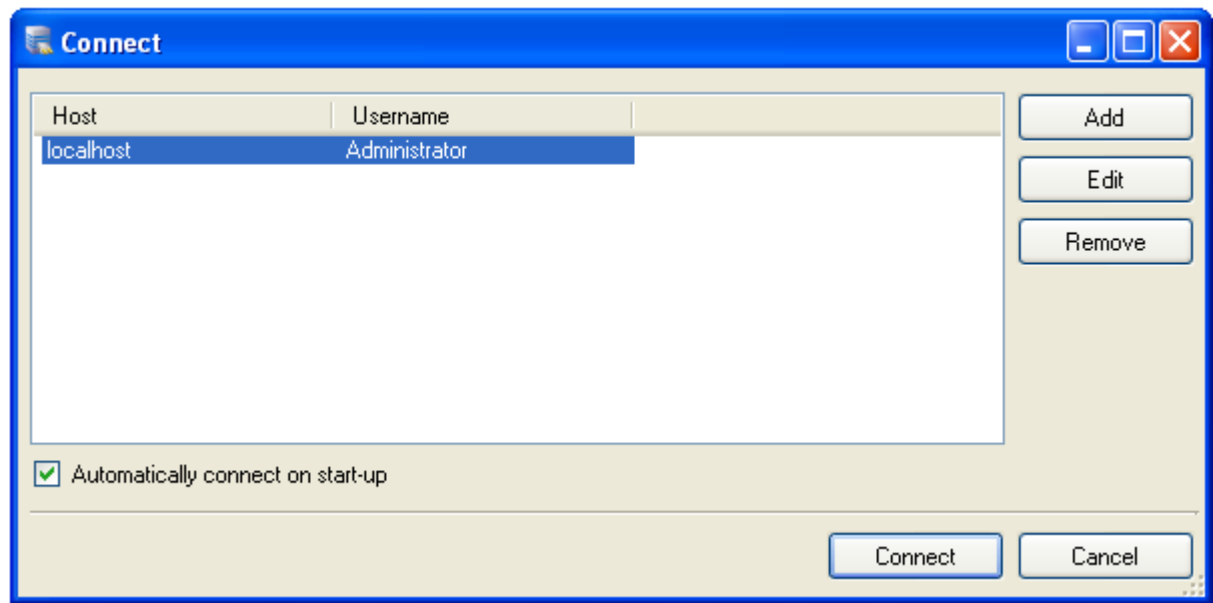 Connect
Host Username
localhost Administrator
Add
Edit
Remove
Automatically connect on start-up
Connect Cancel